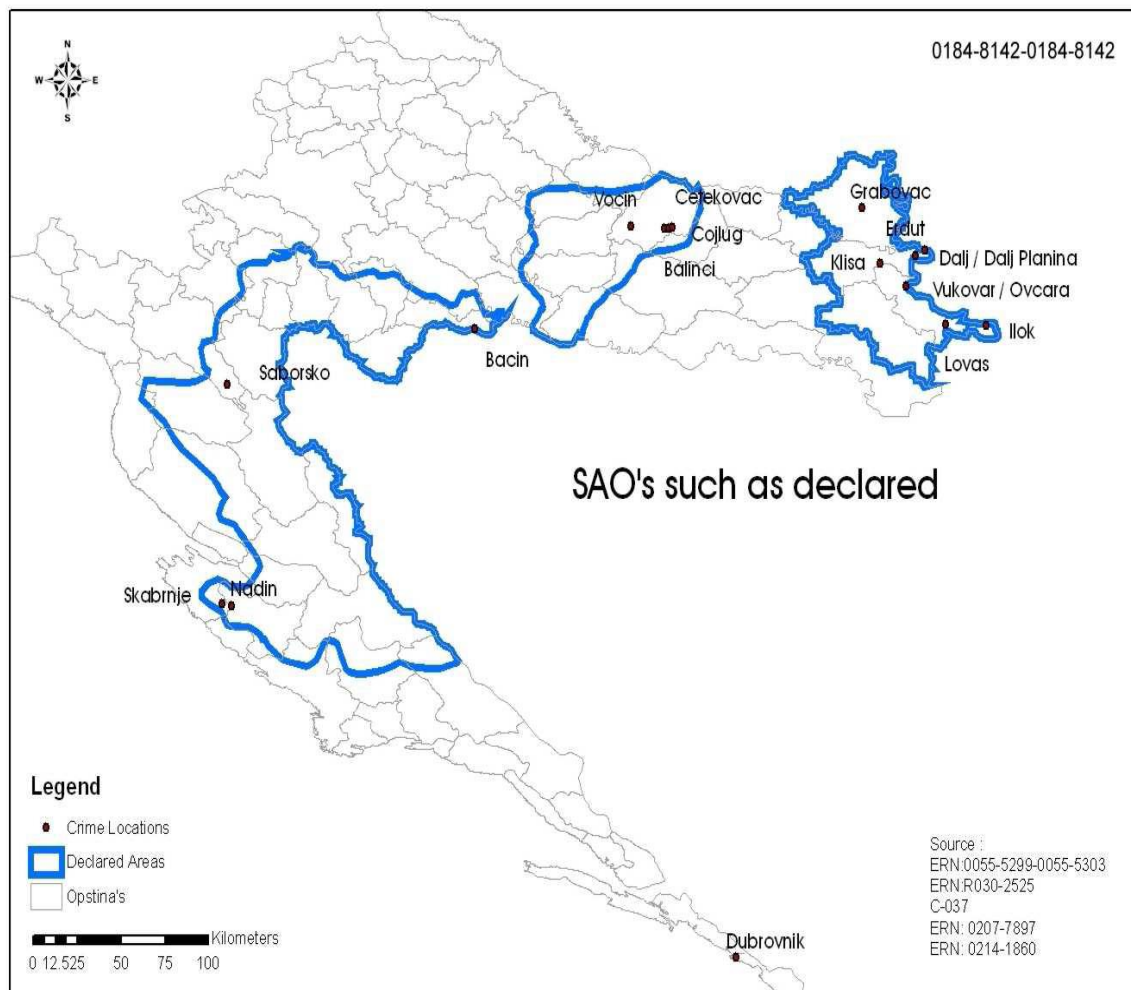 0184-8142-0184-8142
N
W E
S
Grabovac
Vocin
Cetekovac
Erdut
Cojlug
Dalj / Dalj Planina
Klisa
Balinci
Vukovar / Ovcara
Ilok
Bacin
Lovas
Saborsko
SAO's such as declared
Skabrnje
Nadin
Legend
Crime Locations
Declared Areas
Opstina's
Kilometers
0 12.525 50 75 100
Source :
ERN:0055-5299-0055-5303
ERN:R030-2525
C-037
ERN: 0207-7897
ERN: 0214-1860
Dubrovnik